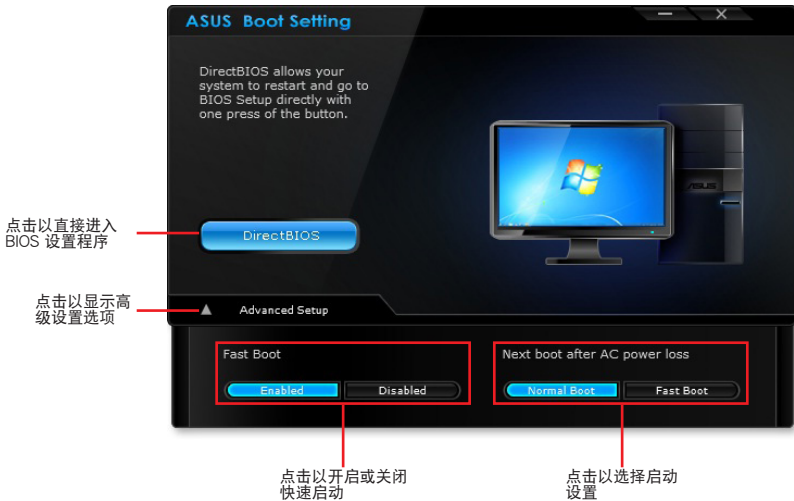 ASUS Boot Setting
DirectBIOS allows your
system to restart and go to
BIOS Setup directly with
one press of the button.
ASUS
点击以直接进入
BIOS 设置程序
DirectBIOS
点击以显示高
级设置选项
Advanced Setup
Fast Boot
Enabled
Disabled
Next boot after AC power loss
Normal Boot
Fast Boot
点击以开启或关闭
快速启动
点击以选择启动
设置